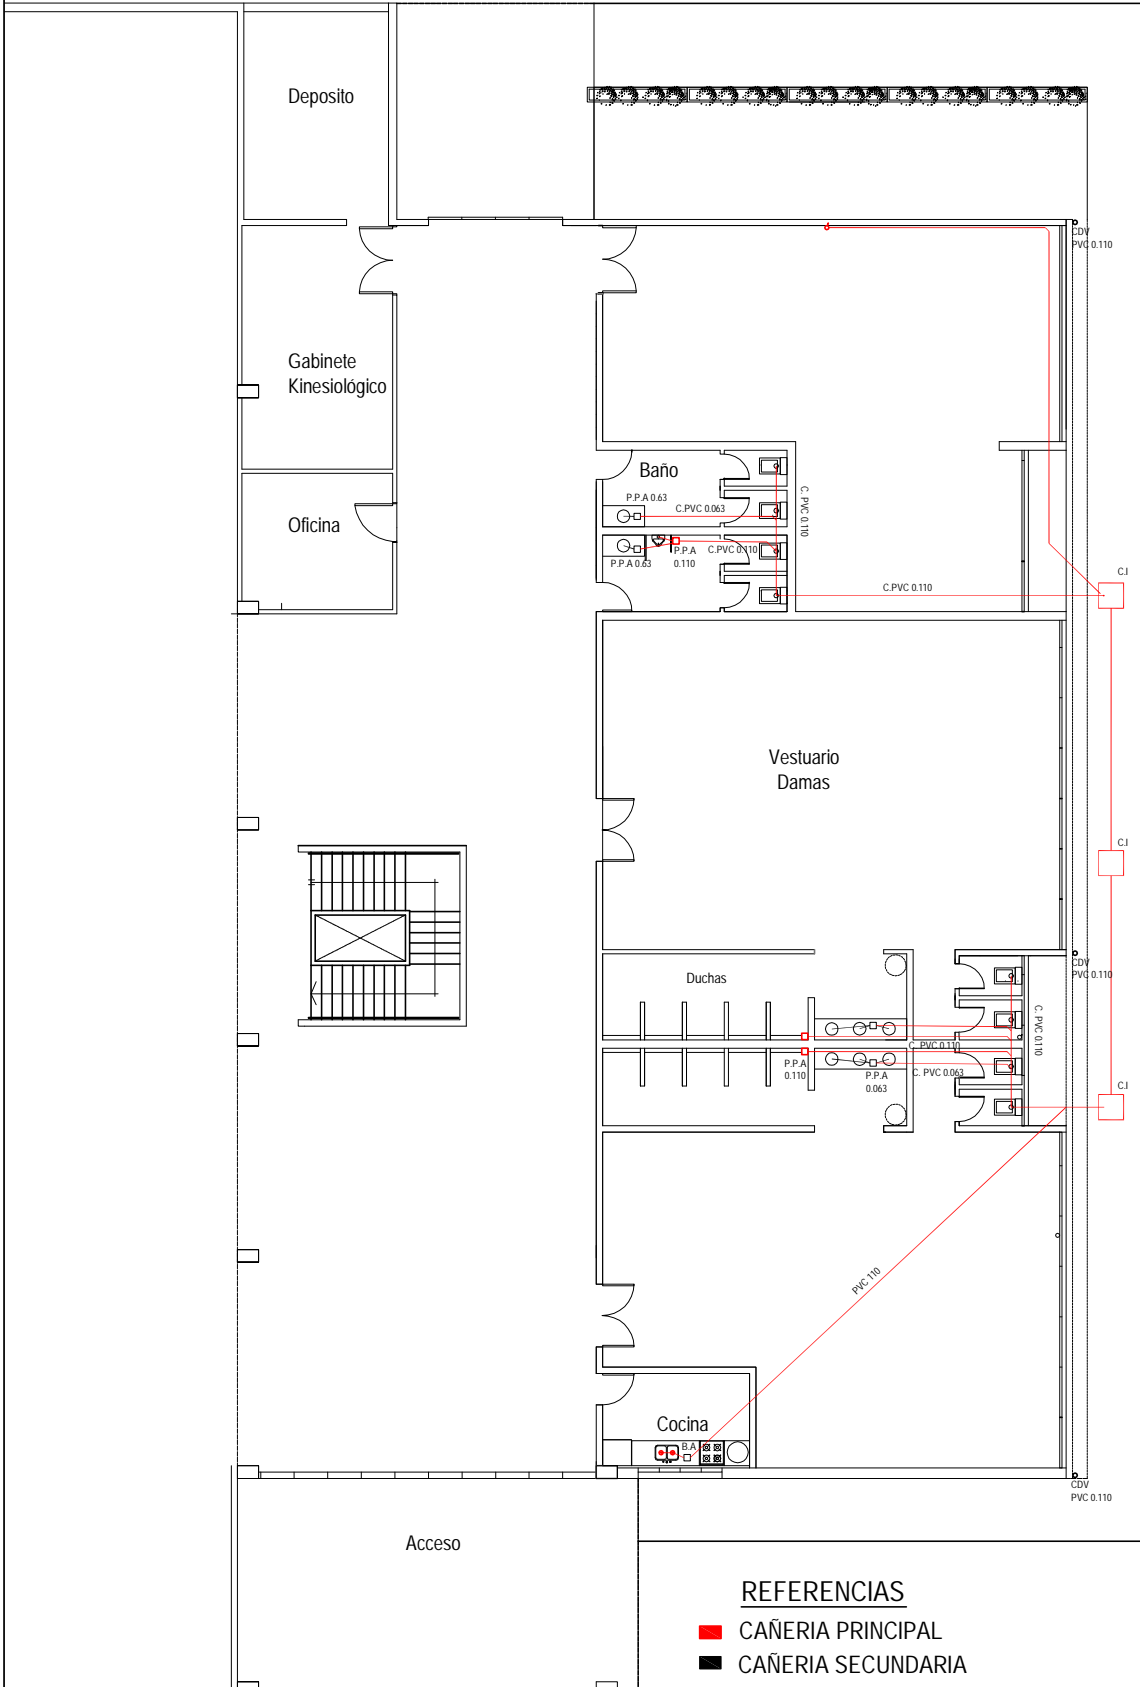 Deposito
CDV
PVC 0.110
Gabinete
Kinesiológico
Baño
P.P.A 0.63
C.PVC 0.063
C. PVC 0.110
Oficina
P.P.A 0.63
P.P.A
0.110
C.PVC 0.110
C.PVC 0.110
C.I
Vestuario
Damas
C.I
CDV
PVC 0.110
Duchas
C. PVC 0.110
C. PVC 0.110
P.P.A
0.110
P.P.A
0.063
C. PVC 0.063
C.I
PVC 110
Cocina
B.A
CDV
PVC 0.110
Acceso
REFERENCIAS
CAÑERIA PRINCIPAL
CAÑERIA SECUNDARIA